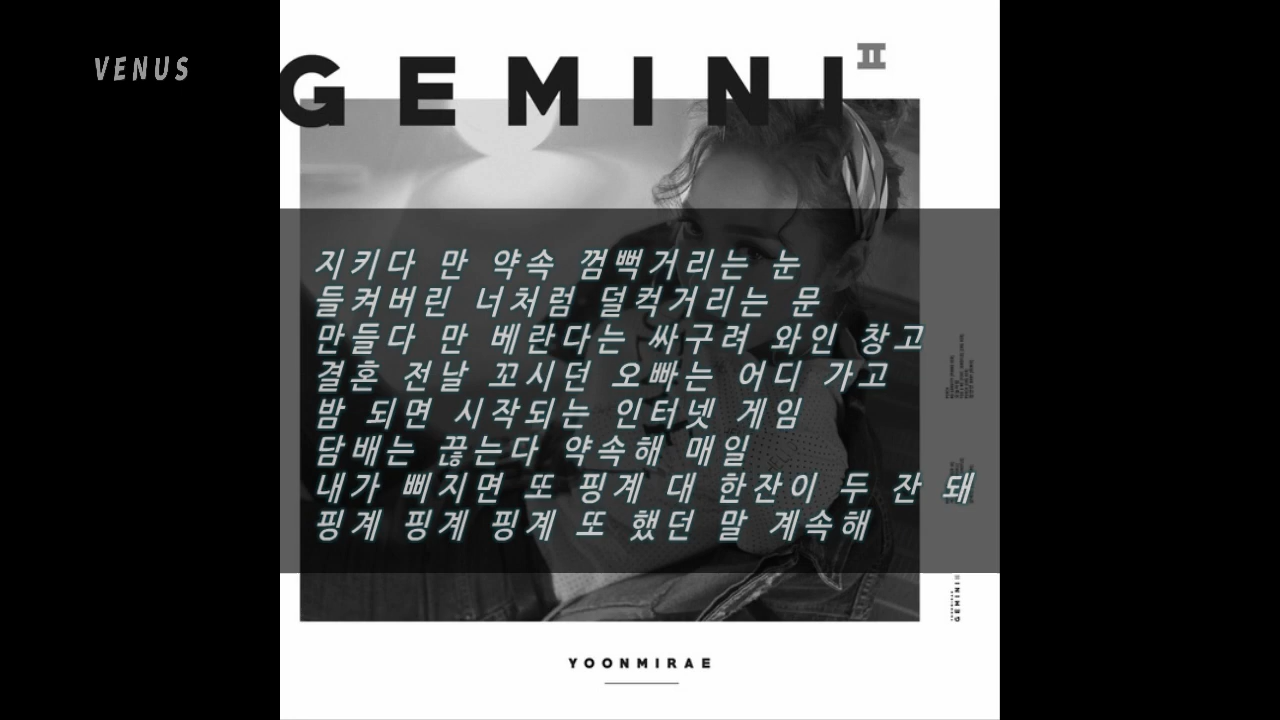 VENUS
GEMINI II
지키다 만 약속 껌뻑거리는 눈
들켜버린 너처럼 덜컥거리는 문
만들다 만 베란다는 싸구려 와인 창고
결혼 전날 꼬시던 오빠는 어디 가고
밤 되면 시작되는 인터넷 게임
담배는 끊는다 약속해 매일
내가 삐지면 또 핑계 대 한잔이 두 잔 돼
핑계 핑계 핑계 또 했던 말 계속해
GEMINI II
YOONMIRAE